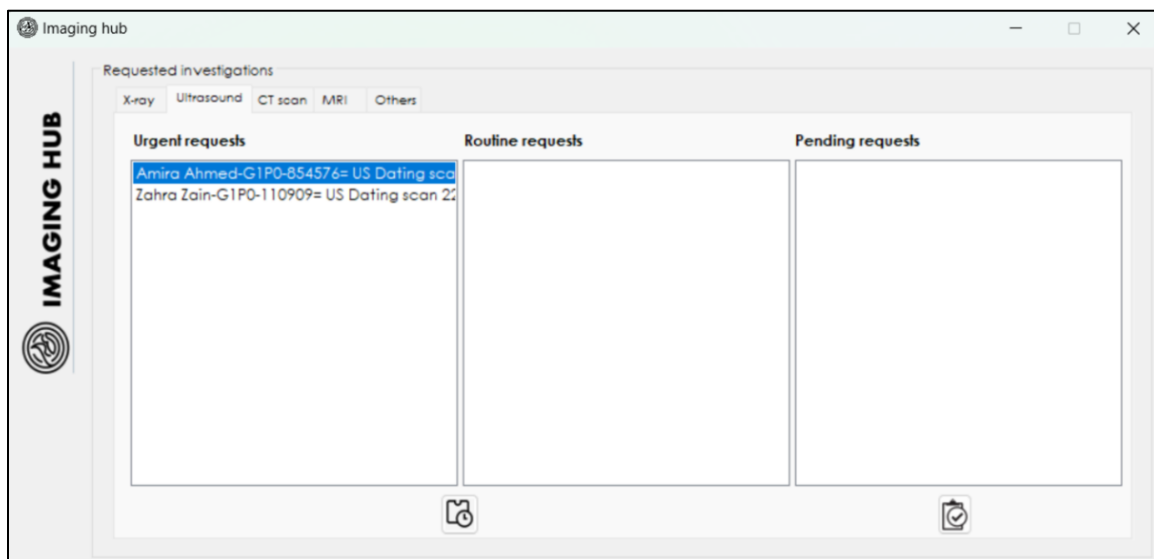 Imaging hub
Requested investigations
X-ray Ultrasound CT scan MRI Others
IMAGING HUB
Urgent requests Routine requests Pending requests
Amira Ahmed-G1P0-854576= US Dating sca
Zahra Zain-G1P0-110909= US Dating scan 22